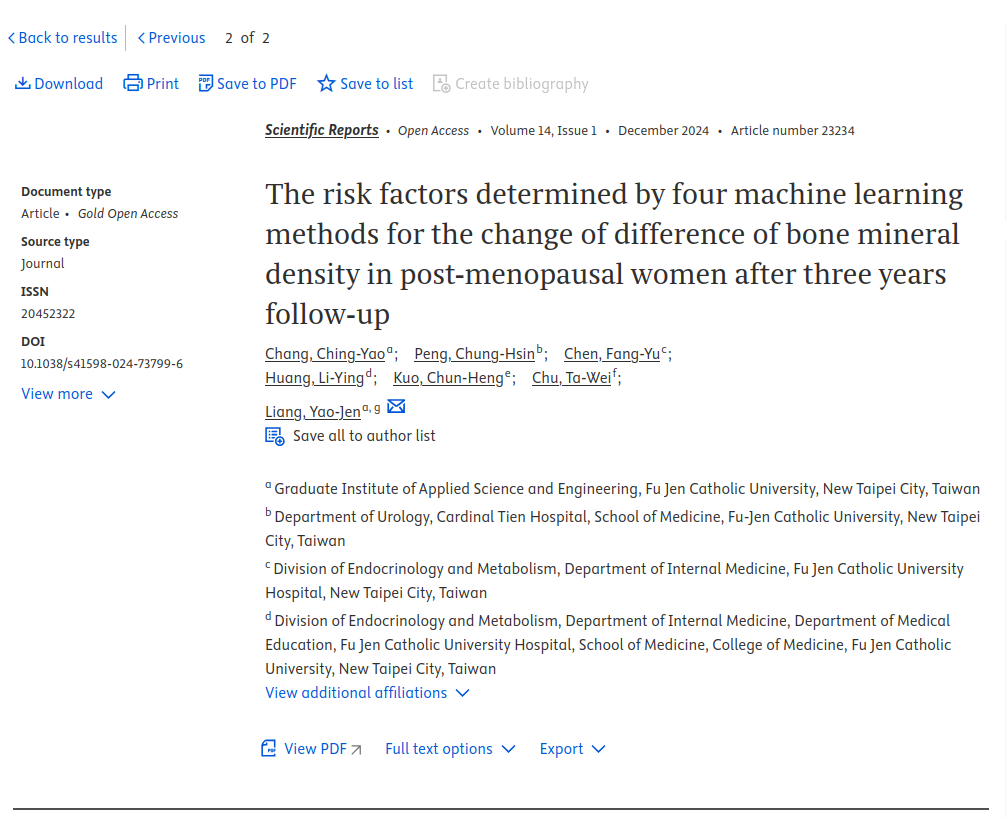 Back to results Previous 2 of 2
Download Print Save to PDF Save to list Create bibliography
Scientific Reports • Open Access • Volume 14, Issue 1 • December 2024 • Article number 23234
Document type
Article • Gold Open Access
Source type
Journal
ISSN
20452322
DOI
10.1038/s41598-024-73799-6
View more
The risk factors determined by four machine learning
methods for the change of difference of bone mineral
density in post-menopausal women after three years
follow-up
Chang, Ching-Yao a; Peng, Chung-Hsin b; Chen, Fang-Yu c;
Huang, Li-Ying d; Kuo, Chun-Heng e; Chu, Ta-Wei f;
Liang, Yao-Jen a, g
Save all to author list
a Graduate Institute of Applied Science and Engineering, Fu Jen Catholic University, New Taipei City, Taiwan
b Department of Urology, Cardinal Tien Hospital, School of Medicine, Fu-Jen Catholic University, New Taipei
City, Taiwan
c Division of Endocrinology and Metabolism, Department of Internal Medicine, Fu Jen Catholic University
Hospital, New Taipei City, Taiwan
d Division of Endocrinology and Metabolism, Department of Internal Medicine, Department of Medical
Education, Fu Jen Catholic University Hospital, School of Medicine, College of Medicine, Fu Jen Catholic
University, New Taipei City, Taiwan
View additional affiliations
View PDF Full text options Export